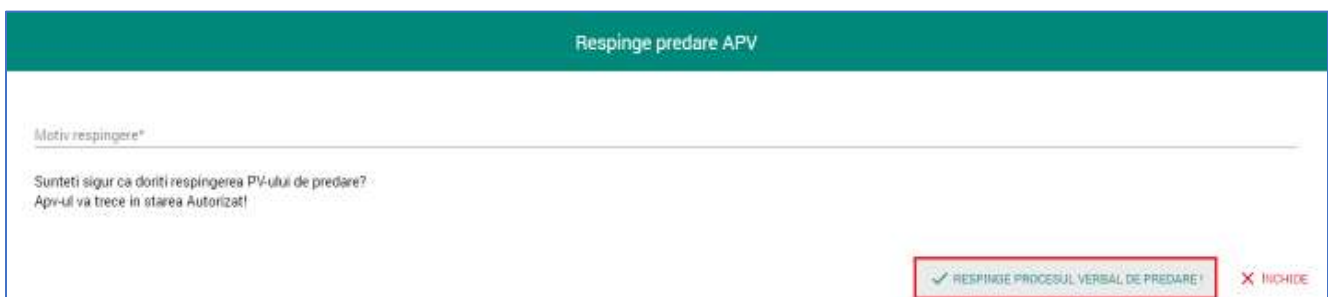 Respinge predare APV
Motiv respingere*
Sunteti sigur ca doriti respingerea PV-ului de predare?
Apv-ul va trece in starea Autorizat!
RESPINGE PROCESUL VERBAL DE PREDARE! ÎNCHIDE